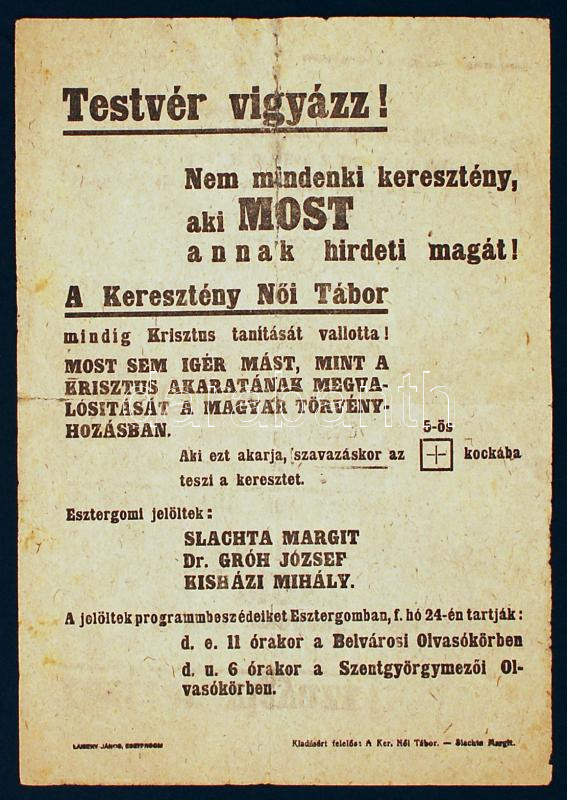 Testvér vigyázz!
Nem mindenki keresztény,
aki MOST
annak hirdeti magát!
A Keresztény Női Tábor
mindig Krisztus tanítását vallotta!
MOST SEM IGÉR MÁST, MINT A
KRISZTUS AKARATÁNAK MEGVA-
LÓSITÁSÁT A MAGYAR TÖRVÉNY-
HOZÁSBAN.
5-ös
Aki ezt akarja, szavazáskor az + kockába
teszi a keresztet.
Esztergomi jelöltek:
SLACHTA MARGIT
Dr. GRÓH JÓZSEF
KISHÁZI MIHÁLY.
A jelöltek programmbeszédeiket Esztergomban, f. hó 24-én tartják:
d. e. 11 órakor a Belvárosi Olvasókörben
d. u. 6 órakor a Szentgyörgymezői Ol-
vasókörben.
JÁNOS,
Kiadásért felelős: A Ker. Női Tábor. — Slachta Margit.